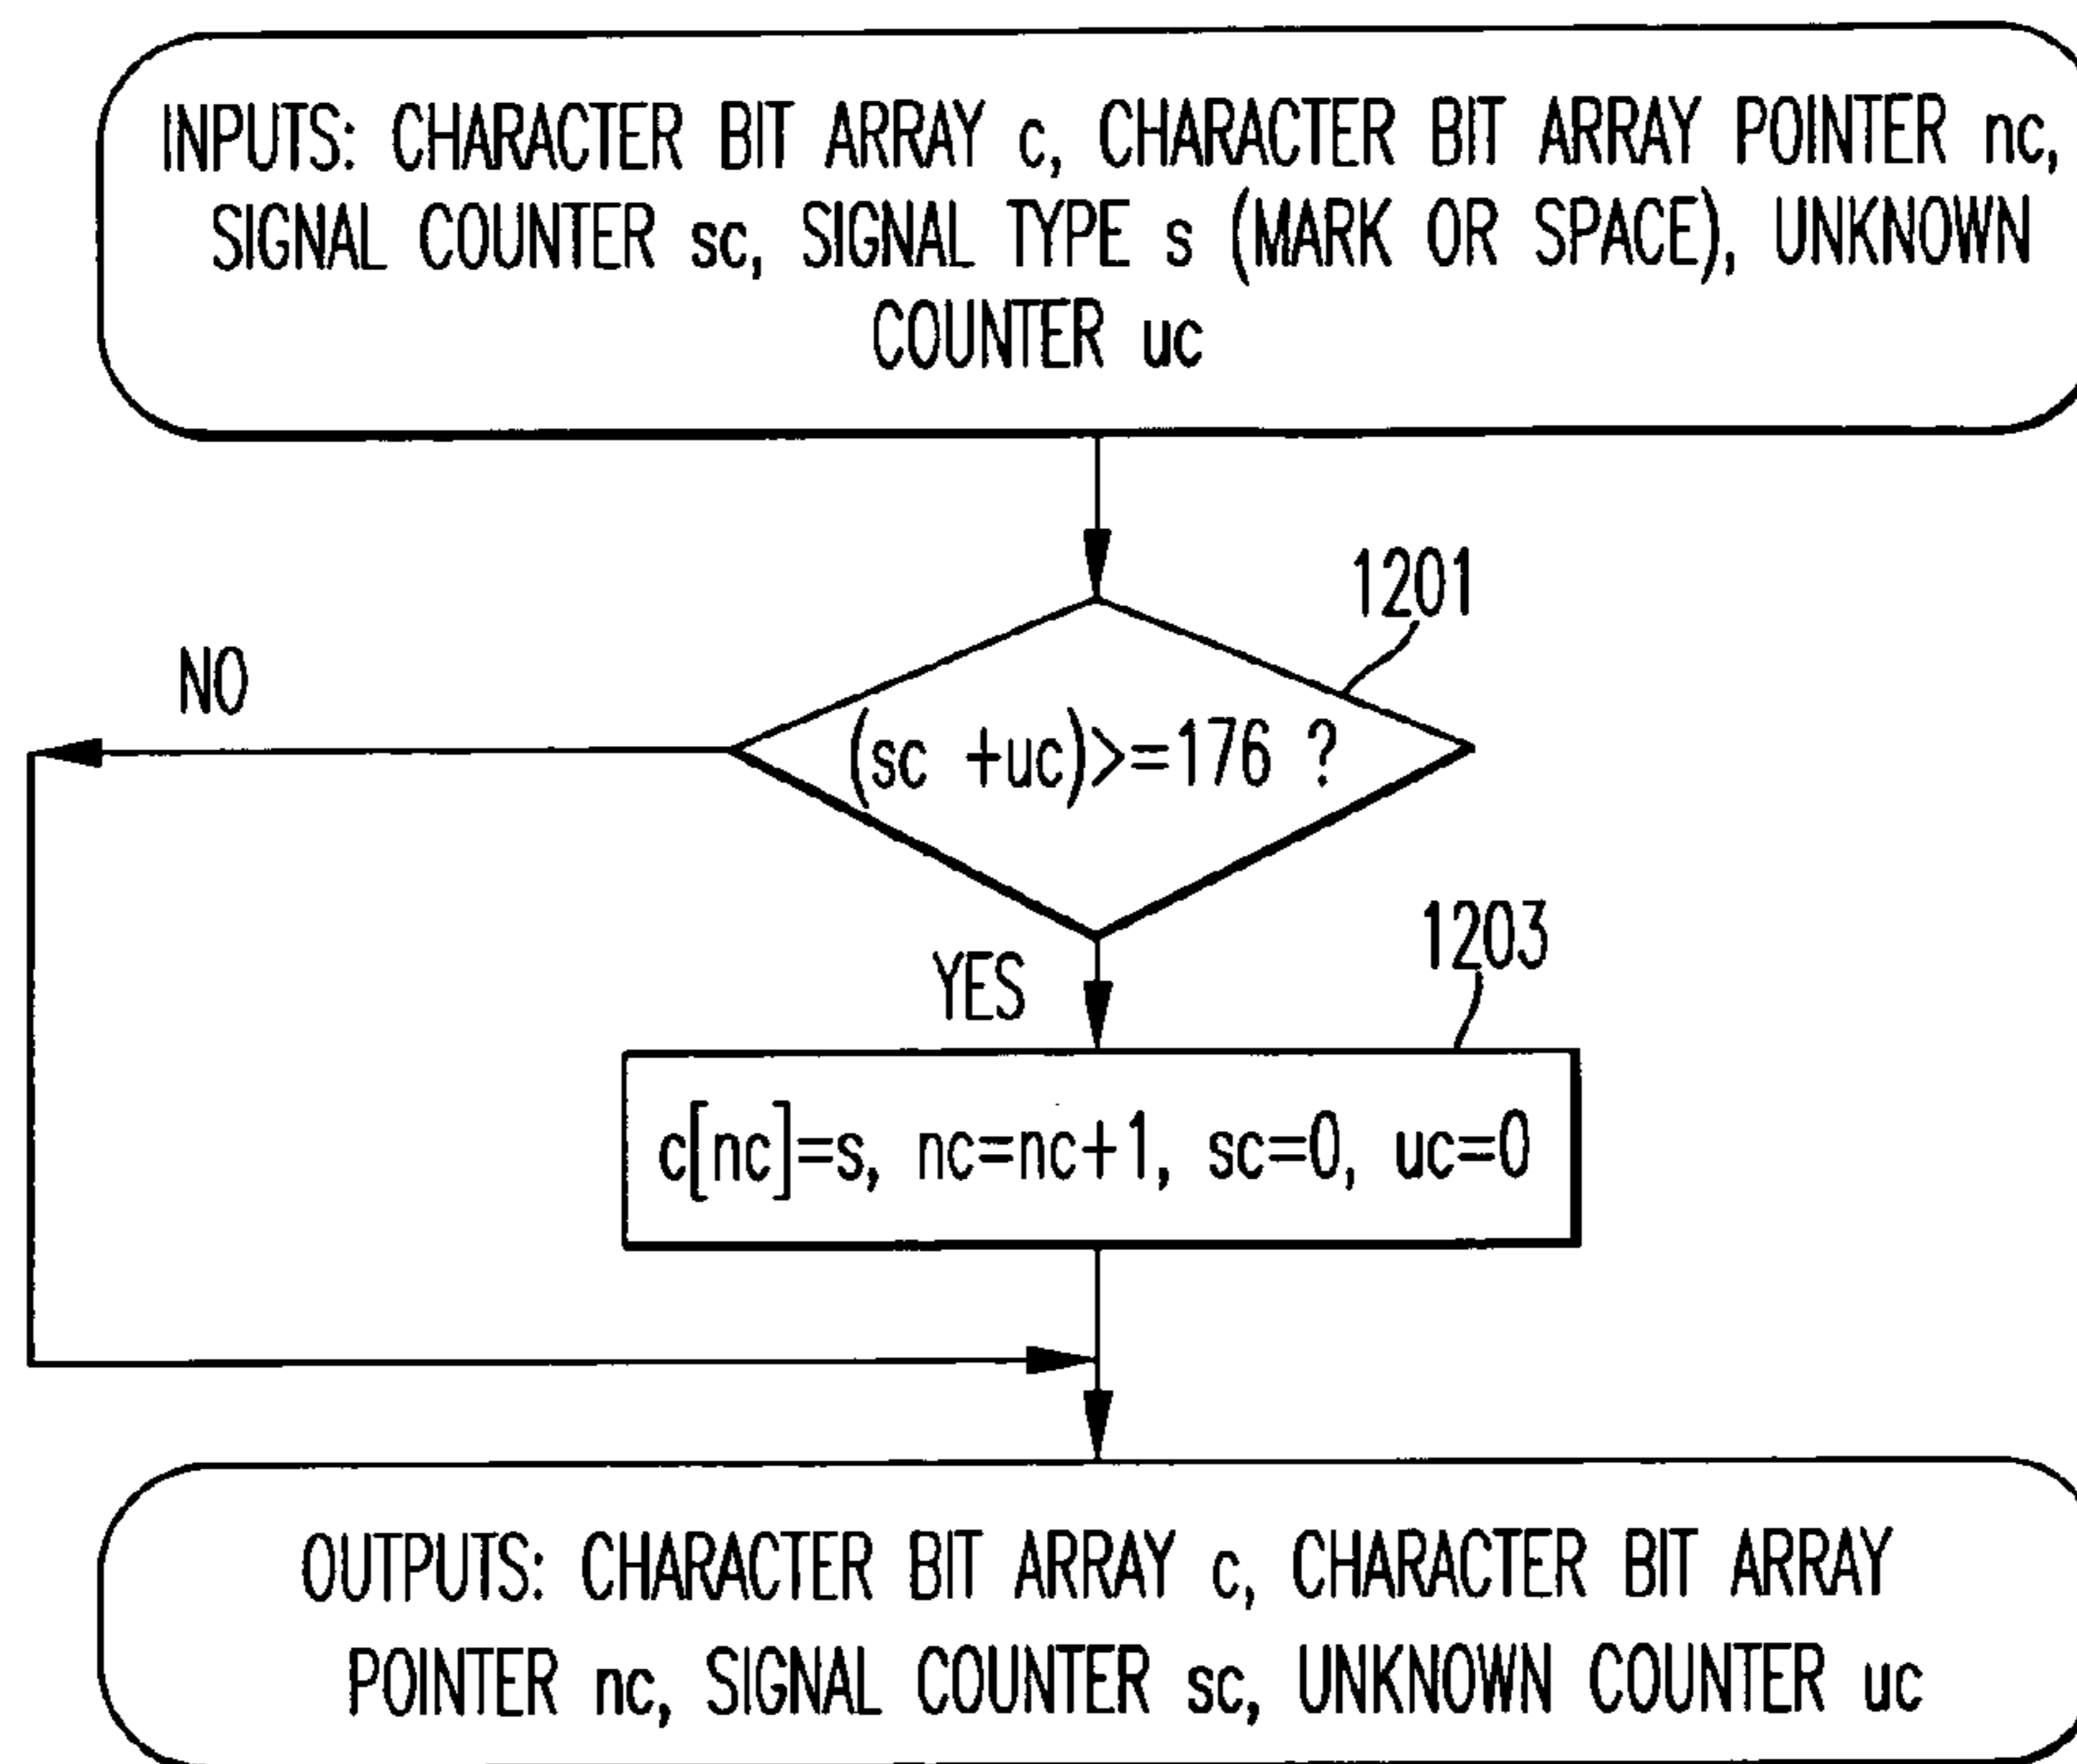 INPUTS: CHARACTER BIT ARRAY c, CHARACTER BIT ARRAY POINTER nc,
SIGNAL COUNTER sc, SIGNAL TYPE s (MARK OR SPACE), UNKNOWN
COUNTER uc
1201
NO
(sc +uc)>=176 ?
1203
YES
c[nc]=s, nc=nc+1, sc=0, uc=0
OUTPUTS: CHARACTER BIT ARRAY c, CHARACTER BIT ARRAY
POINTER nc, SIGNAL COUNTER sc, UNKNOWN COUNTER uc